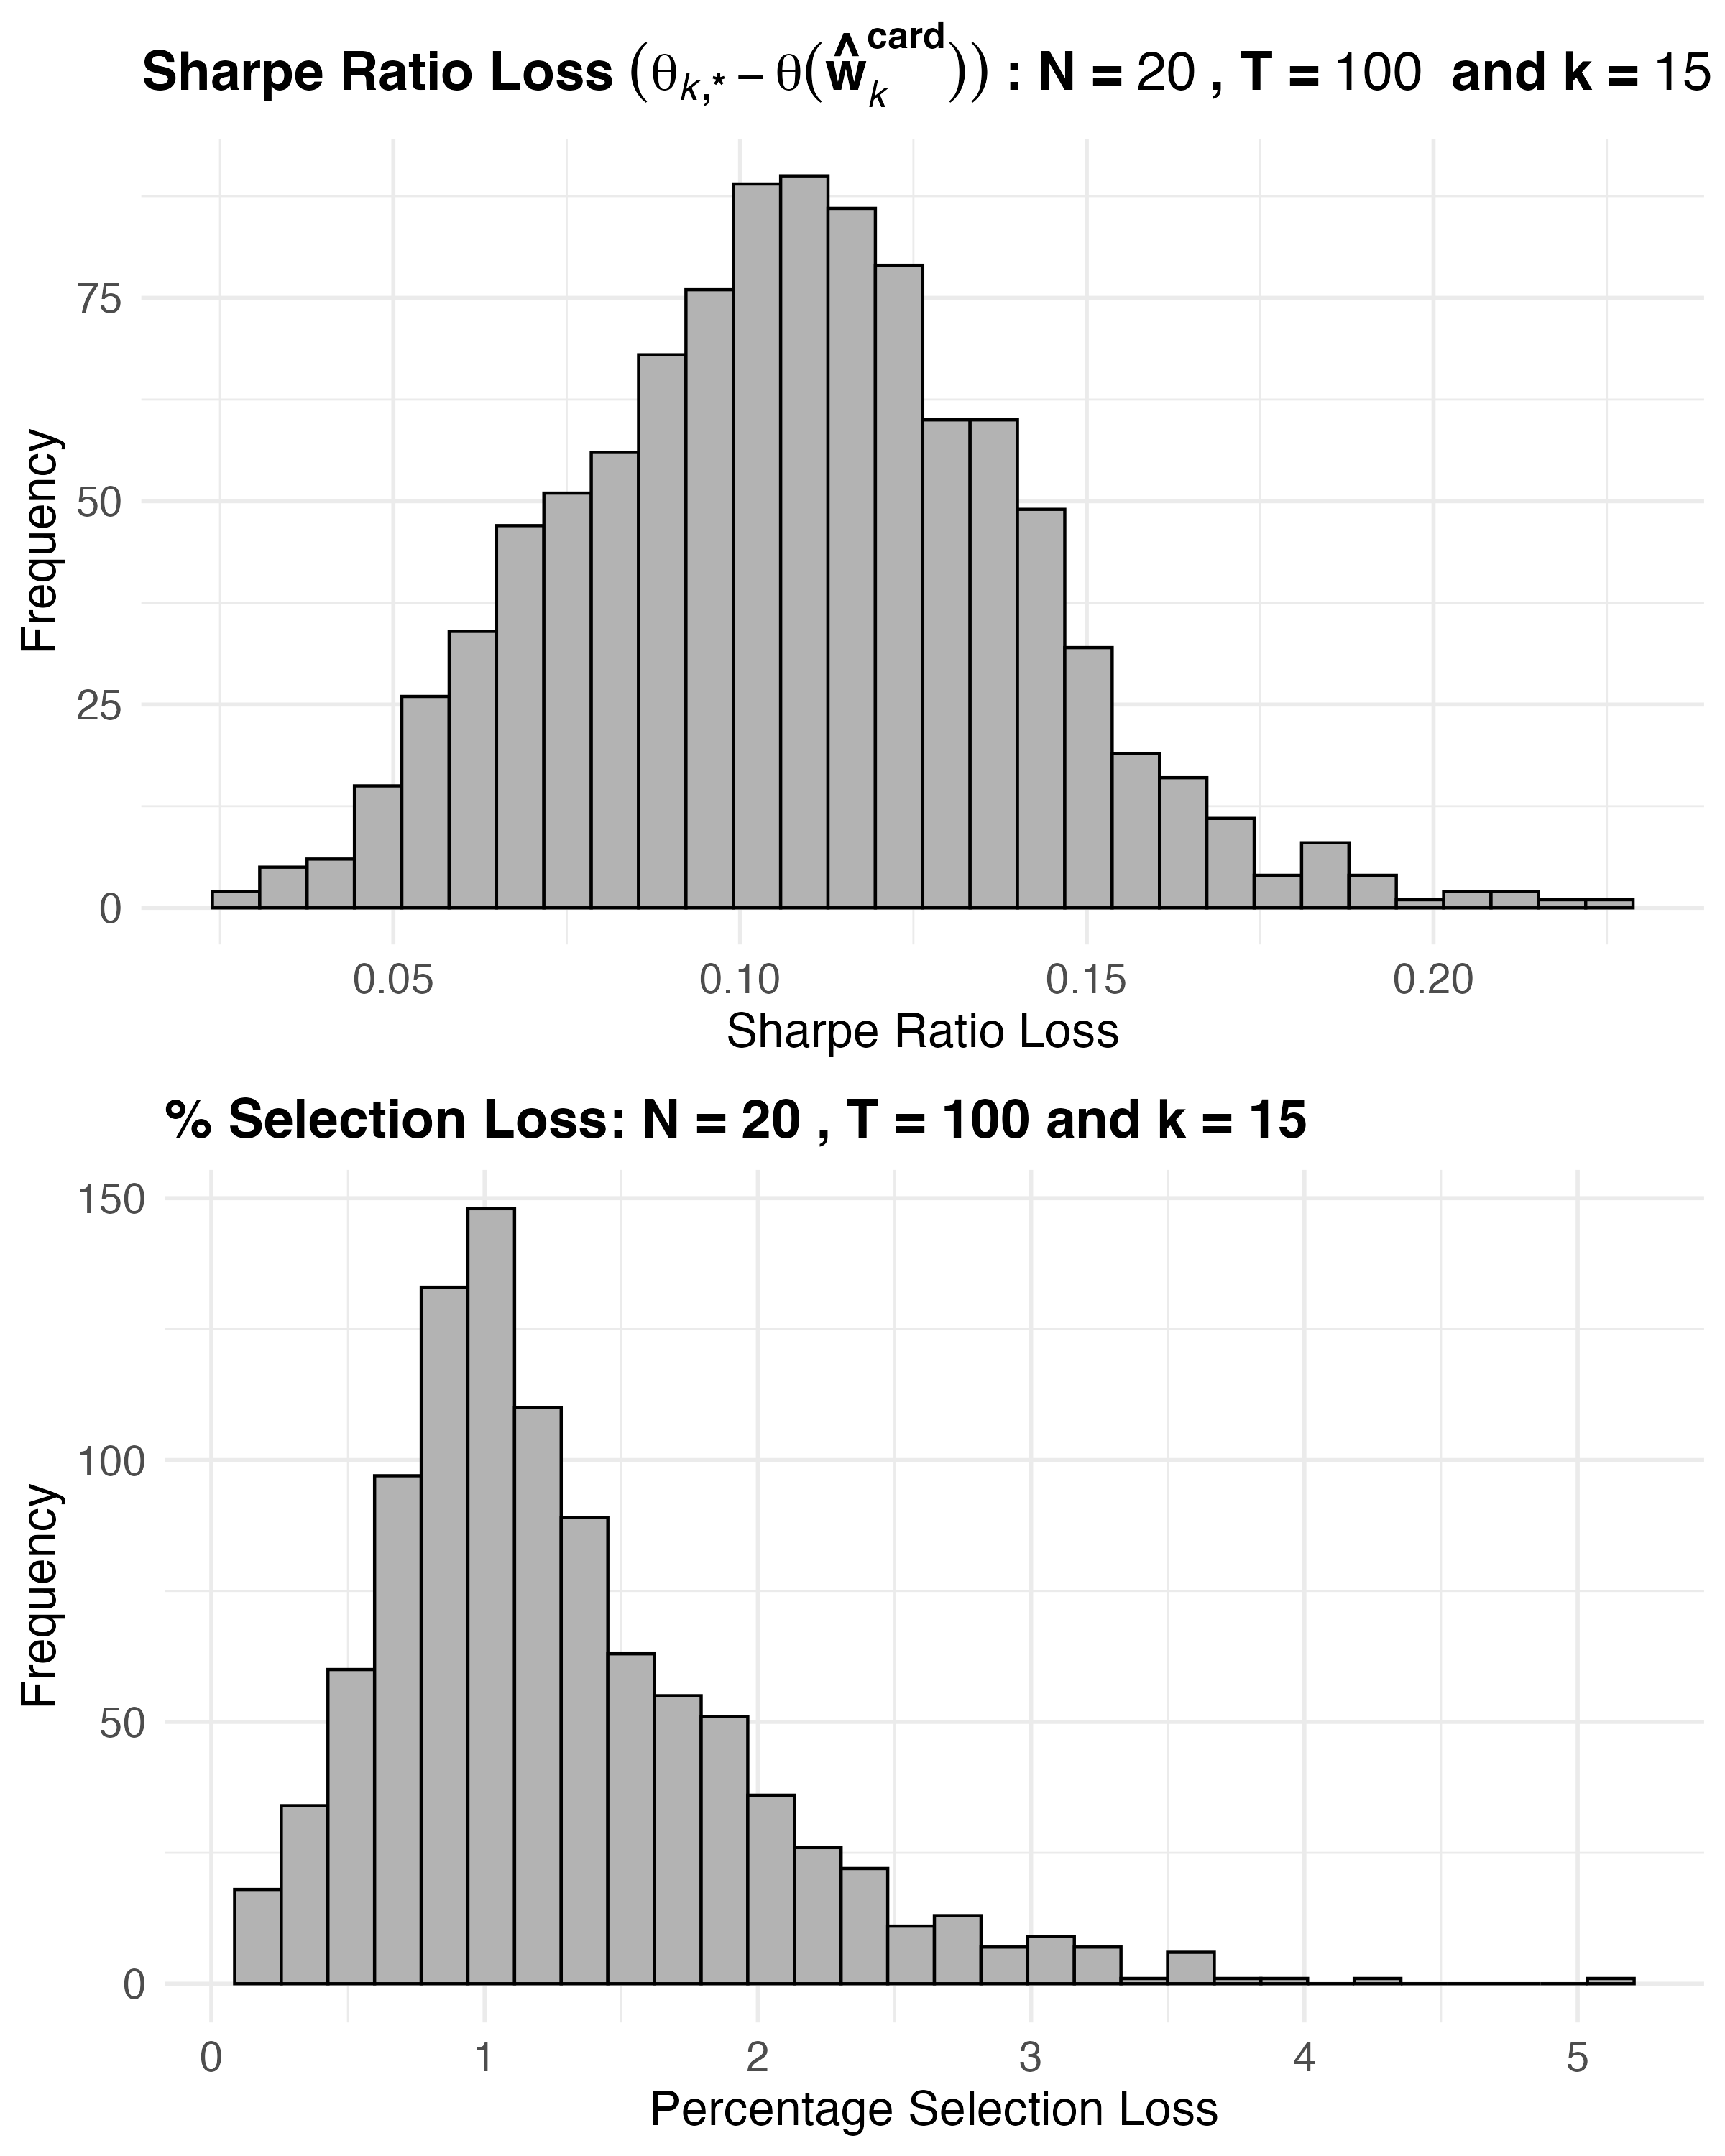 Sharpe Ratio Loss (θk,* − θ(ŵk^card)) : N = 20 , T = 100 and k = 15
75
50
25
0
Frequency
0.05 0.10 0.15 0.20
Sharpe Ratio Loss
% Selection Loss: N = 20 , T = 100 and k = 15
150
100
50
0
Frequency
0 1 2 3 4 5
Percentage Selection Loss